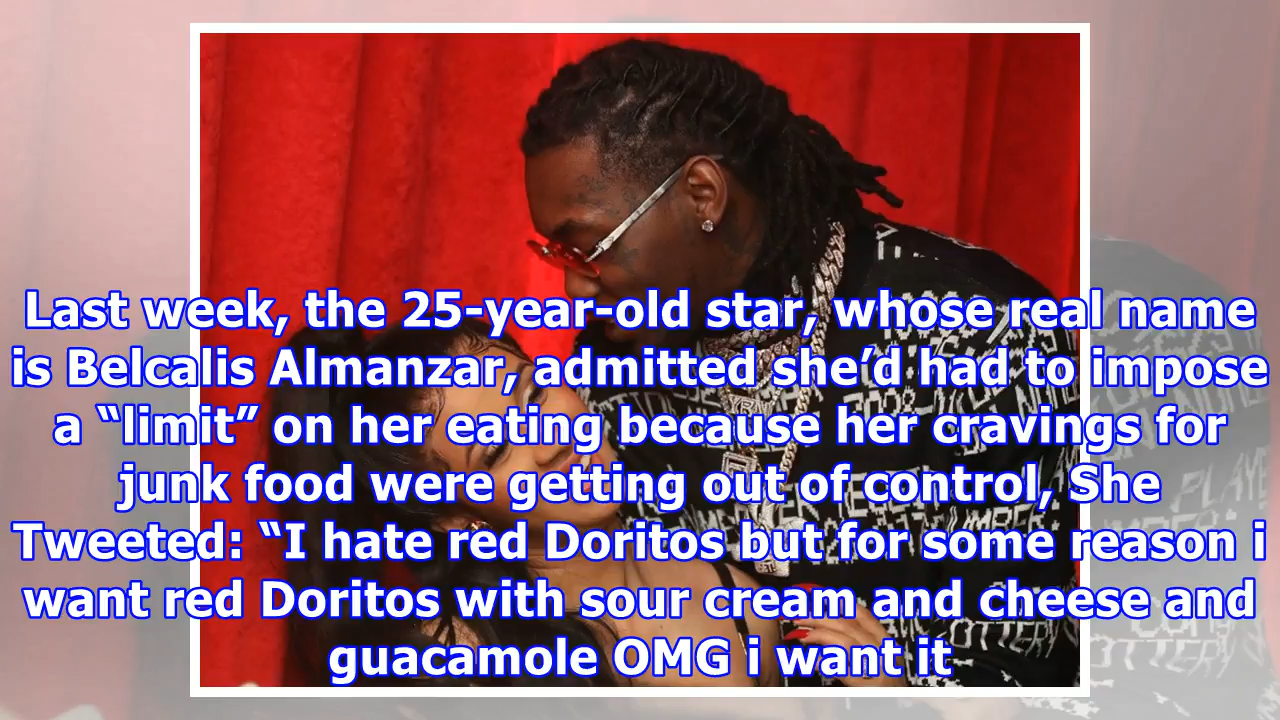 Last week, the 25-year-old star, whose real name
is Belcalis Almanzar, admitted she’d had to impose
a “limit” on her eating because her cravings for
junk food were getting out of control, She
Tweeted: “I hate red Doritos but for some reason i
want red Doritos with sour cream and cheese and
guacamole OMG i want it